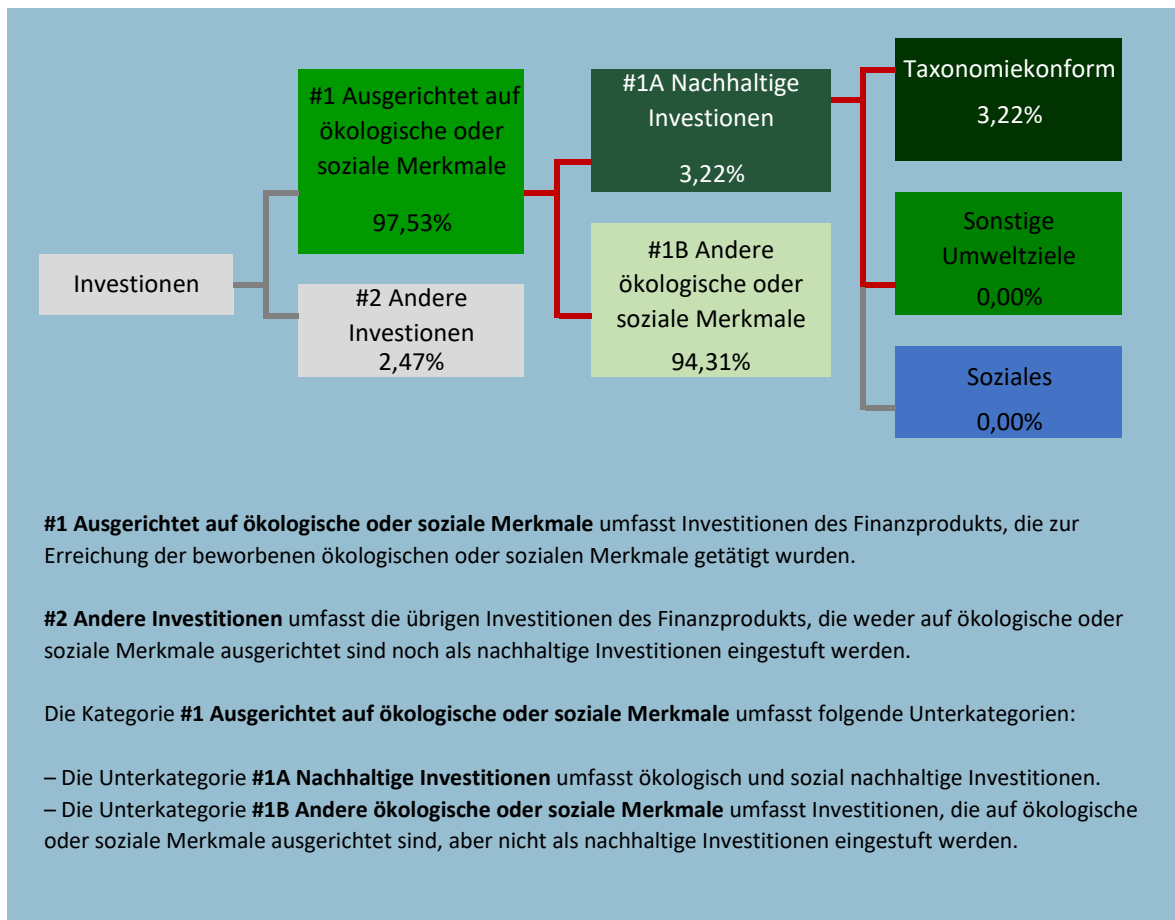 #1 Ausgerichtet auf
ökologische oder
soziale Merkmale
97,53%
#1A Nachhaltige
Investionen
3,22%
Taxonomiekonform
3,22%
Investionen
#2 Andere
Investionen
2,47%
#1B Andere
ökologische oder
soziale Merkmale
94,31%
Sonstige
Umweltziele
0,00%
Soziales
0,00%
#1 Ausgerichtet auf ökologische oder soziale Merkmale umfasst Investitionen des Finanzprodukts, die zur
Erreichung der beworbenen ökologischen oder sozialen Merkmale getätigt wurden.
#2 Andere Investitionen umfasst die übrigen Investitionen des Finanzprodukts, die weder auf ökologische oder
soziale Merkmale ausgerichtet sind noch als nachhaltige Investitionen eingestuft werden.
Die Kategorie #1 Ausgerichtet auf ökologische oder soziale Merkmale umfasst folgende Unterkategorien:
– Die Unterkategorie #1A Nachhaltige Investitionen umfasst ökologisch und sozial nachhaltige Investitionen.
– Die Unterkategorie #1B Andere ökologische oder soziale Merkmale umfasst Investitionen, die auf ökologische
oder soziale Merkmale ausgerichtet sind, aber nicht als nachhaltige Investitionen eingestuft werden.